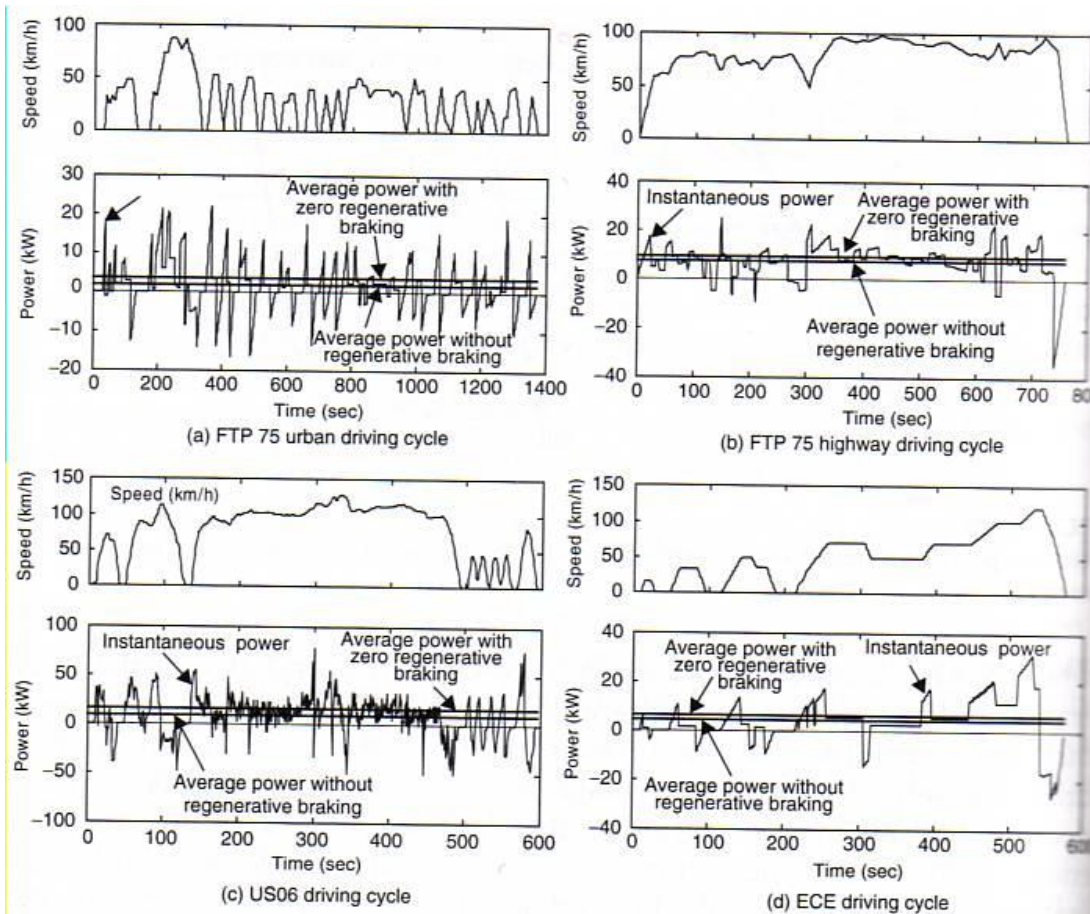 Speed (km/h)
100
50
0
Power (kW)
30
20
10
0
−10
−20
Average power with
zero regenerative
braking
Average power without
regenerative braking
0 200 400 600 800 1000 1200 1400
Time (sec)
(a) FTP 75 urban driving cycle
Speed (km/h)
100
50
0
Power (kW)
40
20
0
−20
−40
Instantaneous power
Average power with
zero regenerative
braking
Average power without
regenerative braking
0 100 200 300 400 500 600 700 80
Time (sec)
(b) FTP 75 highway driving cycle
Speed (km/h)
150
100
50
0
Speed (km/h)
Power (kW)
100
50
0
−50
−100
Instantaneous power
Average power with
zero regenerative
braking
Average power without
regenerative braking
0 100 200 300 400 500 600
Time (sec)
(c) US06 driving cycle
Speed (km/h)
150
100
50
0
Power (kW)
40
20
0
−20
−40
Average power with
zero regenerative
braking
Instantaneous
power
Average power without
regenerative braking
0 100 200 300 400 500 600
Time (sec)
(d) ECE driving cycle